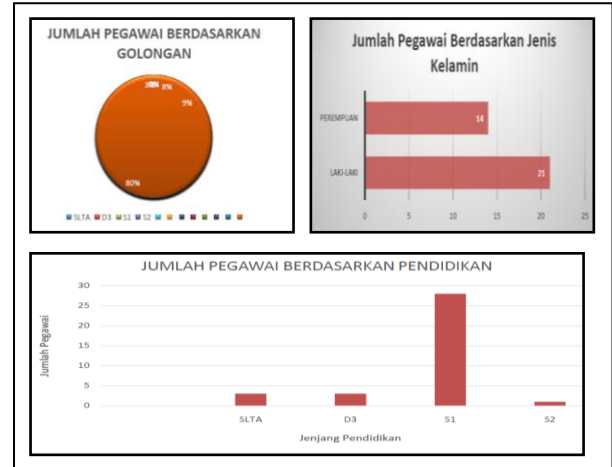 JUMLAH PEGAWAI BERDASARKAN
GOLONGAN
8%
9%
80%
SLTA D3 S1 S2
Jumlah Pegawai Berdasarkan Jenis
Kelamin
PEREMPUAN
14
LAKI-LAKI
21
0 5 10 15 20 25
JUMLAH PEGAWAI BERDASARKAN PENDIDIKAN
Jumlah Pegawai
30
25
20
15
10
5
0
SLTA D3 S1 S2
Jenjang Pendidikan